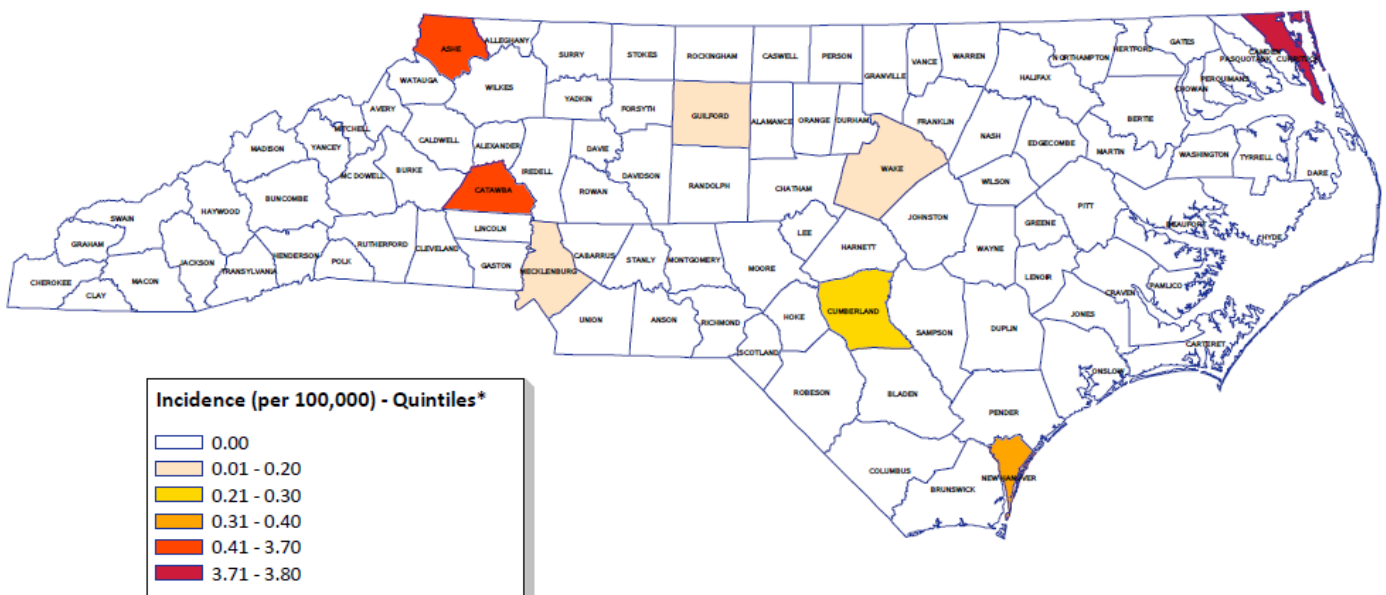 ASHE
ALLEGHANY
SURRY
STOKES
ROCKINGHAM
CASWELL
PERSON
GRANVILLE
VANCE
WARREN
NORTHAMPTON
HERTFORD
GATES
CAMDEN
PASQUOTANK
CURRITUCK
PERQUIMANS
CHOWAN
HALIFAX
WATAUGA
WILKES
YADKIN
FORSYTH
GUILFORD
ALAMANCE
ORANGE
DURHAM
FRANKLIN
NASH
EDGECOMBE
BERTIE
MARTIN
WASHINGTON
TYRRELL
DARE
AVERY
MITCHELL
YANCEY
MADISON
CALDWELL
ALEXANDER
DAVIE
IREDELL
DAVIDSON
RANDOLPH
CHATHAM
WAKE
WILSON
MC DOWELL
BURKE
CATAWBA
ROWAN
BUNCOMBE
HAYWOOD
SWAIN
GRAHAM
JOHNSTON
GREENE
PITT
BEAUFORT
HYDE
LINCOLN
LEE
HARNETT
WAYNE
RUTHERFORD
CLEVELAND
GASTON
MECKLENBURG
CABARRUS
STANLY
MONTGOMERY
MOORE
LENOIR
CRAVEN
PAMLICO
CHEROKEE
CLAY
MACON
JACKSON
TRANSYLVANIA
HENDERSON
POLK
UNION
ANSON
RICHMOND
HOKE
CUMBERLAND
SAMPSON
DUPLIN
JONES
CARTERET
SCOTLAND
ROBESON
BLADEN
ONSLOW
PENDER
COLUMBUS
BRUNSWICK
NEW HANOVER
Incidence (per 100,000) - Quintiles*
0.00
0.01 - 0.20
0.21 - 0.30
0.31 - 0.40
0.41 - 3.70
3.71 - 3.80